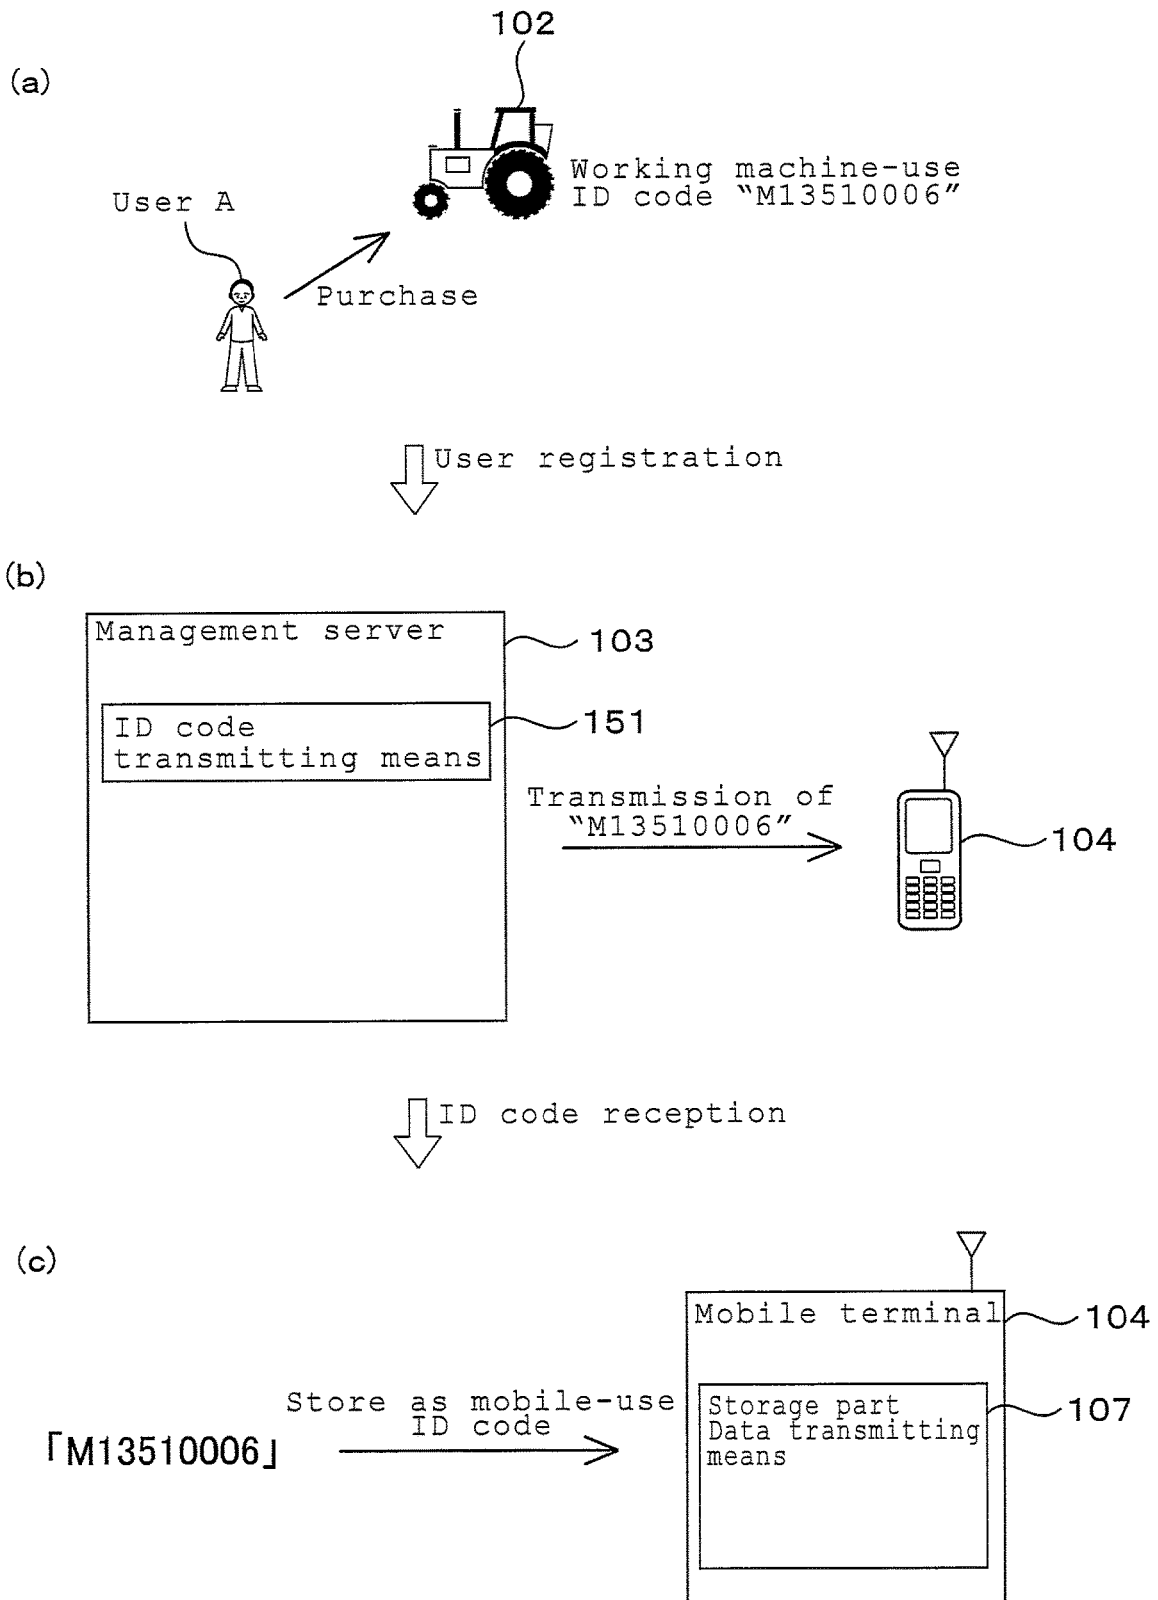 102
(a)
Working machine-use
ID code “M13510006”
User A
Purchase
User registration
(b)
Management server
103
ID code
transmitting means
151
Transmission of
“M13510006”
104
ID code reception
(c)
Mobile terminal
104
Store as mobile-use
ID code
「M13510006」
Storage part
Data transmitting
means
107